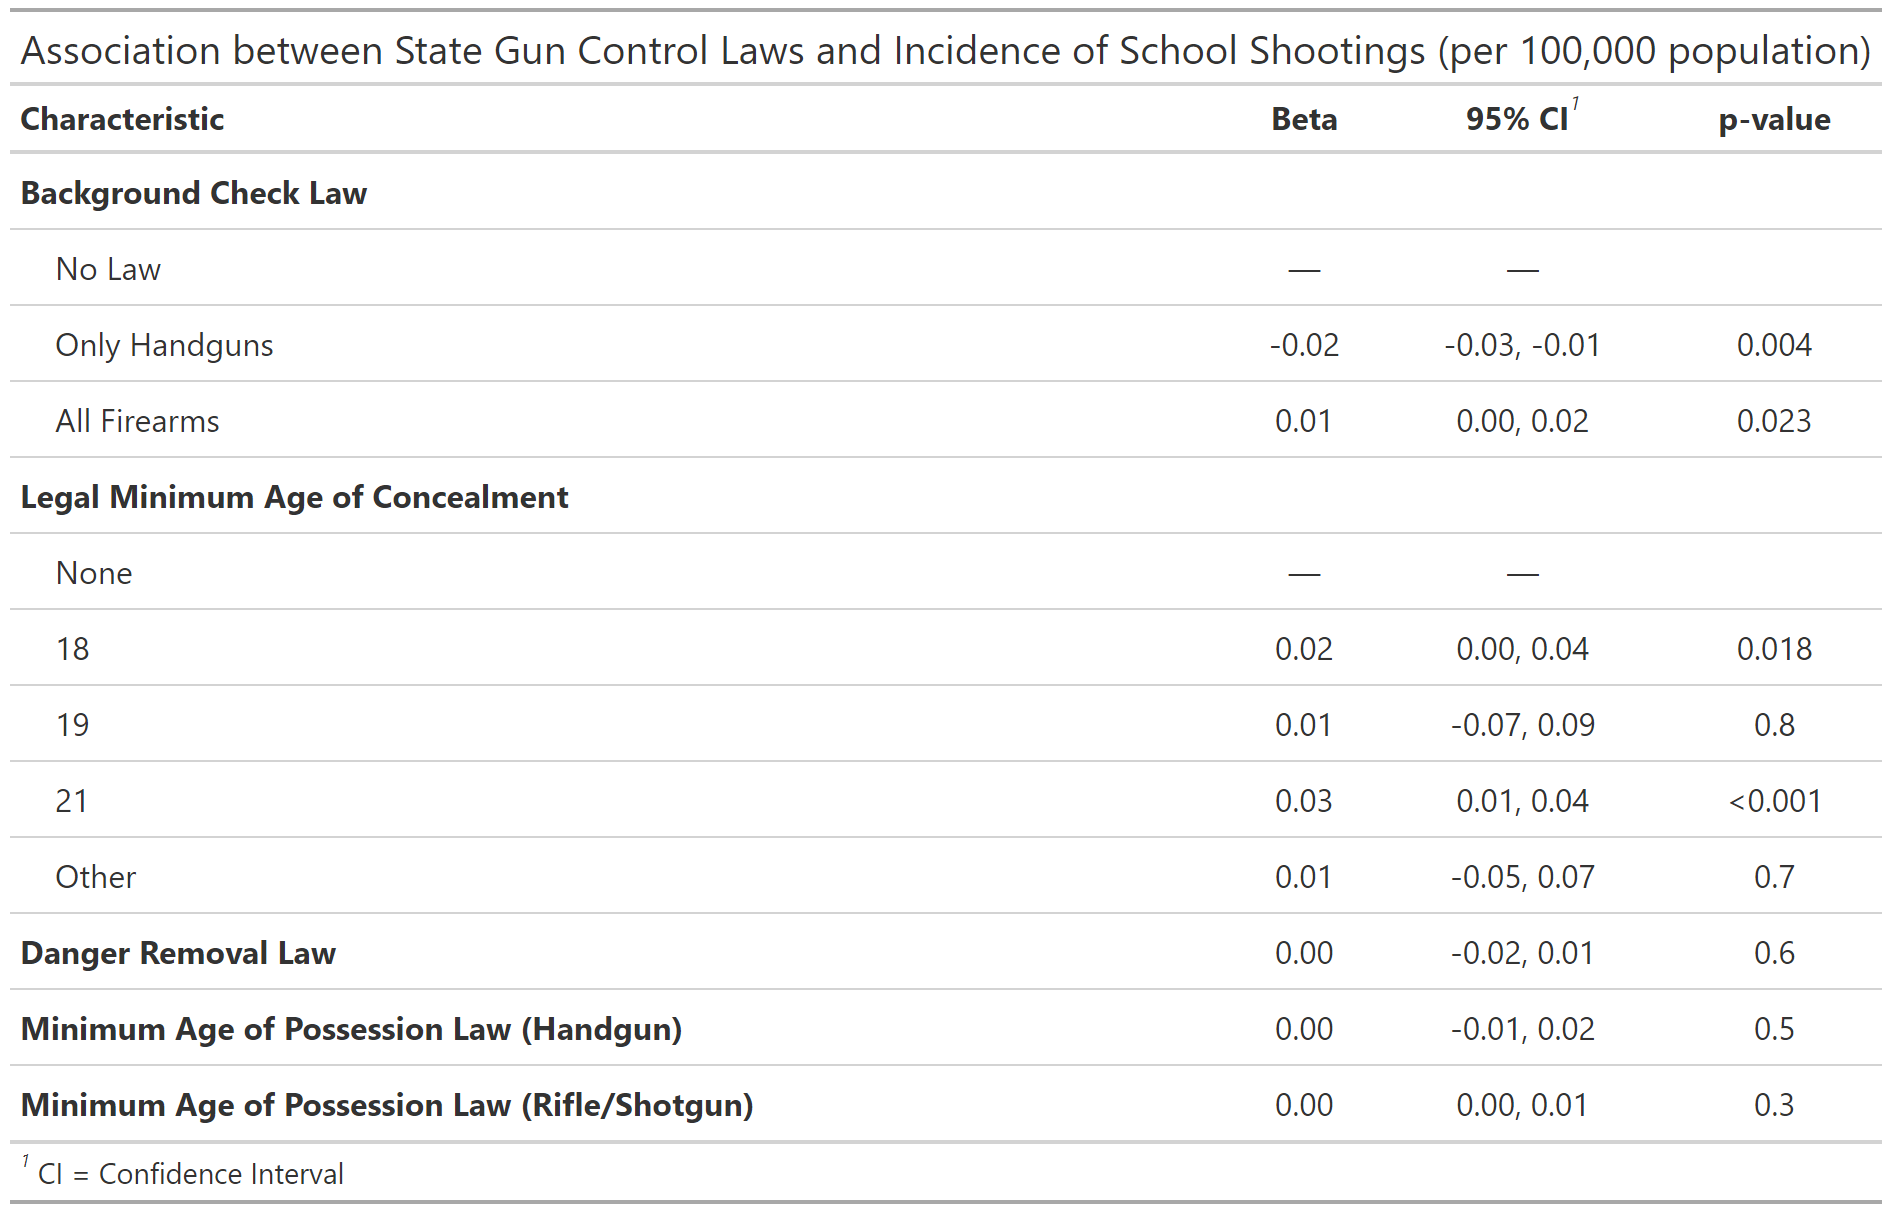 Association between State Gun Control Laws and Incidence of School Shootings (per 100,000 population)
Characteristic Beta 95% CI1 p-value
Background Check Law
No Law — —
Only Handguns -0.02 -0.03, -0.01 0.004
All Firearms 0.01 0.00, 0.02 0.023
Legal Minimum Age of Concealment
None — —
18 0.02 0.00, 0.04 0.018
19 0.01 -0.07, 0.09 0.8
21 0.03 0.01, 0.04 <0.001
Other 0.01 -0.05, 0.07 0.7
Danger Removal Law 0.00 -0.02, 0.01 0.6
Minimum Age of Possession Law (Handgun) 0.00 -0.01, 0.02 0.5
Minimum Age of Possession Law (Rifle/Shotgun) 0.00 0.00, 0.01 0.3
1 CI = Confidence Interval